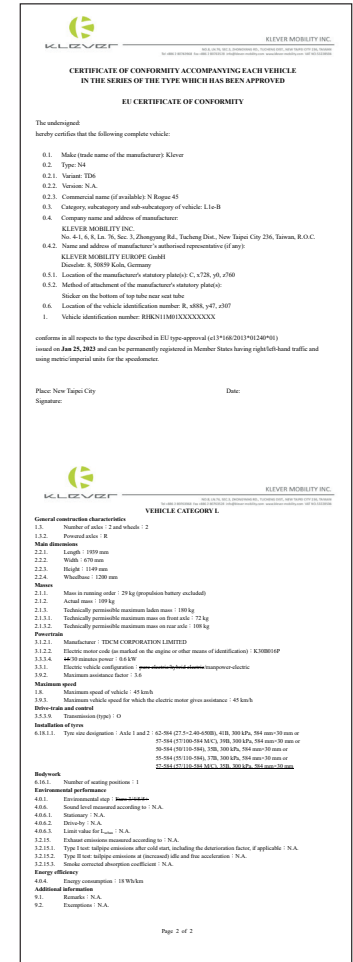 KLEVER
KLEVER MOBILITY INC.
CERTIFICATE OF CONFORMITY ACCOMPANYING EACH VEHICLE
IN THE SERIES OF THE TYPE WHICH HAS BEEN APPROVED
EU CERTIFICATE OF CONFORMITY
The undersigned:
hereby certifies that the following complete vehicle:
0.1. Make (trade name of the manufacturer): Klever
0.2. Type: N4
0.2.1. Variant: TD6
0.2.2. Version: N.A.
0.2.3. Commercial name (if available): N Rogue 45
0.3. Category, subcategory and sub-subcategory of vehicle: L1e-B
0.4. Company name and address of manufacturer:
KLEVER MOBILITY INC.
No. 4-1, 6, 8, Ln. 76, Sec. 3, Zhongyang Rd., Tucheng Dist., New Taipei City 236, Taiwan, R.O.C.
0.4.2. Name and address of manufacturer's authorised representative (if any):
KLEVER MOBILITY EUROPE GmbH
Dieselstr. 8, 50859 Koln, Germany
0.5.1. Location of the manufacturer's statutory plate(s): C, x728, y0, z760
0.5.2. Method of attachment of the manufacturer's statutory plate(s):
Sticker on the bottom of top tube near seat tube
0.6. Location of the vehicle identification number: R, x888, y47, z307
1. Vehicle identification number: RHKN11M01XXXXXXXX
conforms in all respects to the type described in EU type-approval (e13*168/2013*01240*01)
issued on Jan 25, 2023 and can be permanently registered in Member States having right/left-hand traffic and
using metric/imperial units for the speedometer.
Place: New Taipei City Date:
Signature:
KLEVER
KLEVER MOBILITY INC.
VEHICLE CATEGORY L
General construction characteristics
1.3. Number of axles : 2 and wheels : 2
1.3.2. Powered axles : R
Main dimensions
2.2.1. Length : 1939 mm
2.2.2. Width : 670 mm
2.2.3. Height : 1149 mm
2.2.4. Wheelbase : 1200 mm
Masses
2.1.1. Mass in running order : 29 kg (propulsion battery excluded)
2.1.2. Actual mass : 109 kg
2.1.3. Technically permissible maximum laden mass : 180 kg
2.1.3.1. Technically permissible maximum mass on front axle : 72 kg
2.1.3.2. Technically permissible maximum mass on rear axle : 108 kg
Powertrain
3.1.2.1. Manufacturer : TDCM CORPORATION LIMITED
3.1.2.2. Electric motor code (as marked on the engine or other means of identification) : K30B016P
3.3.3.4. 15/30 minutes power : 0.6 kW
3.3.1. Electric vehicle configuration : pure electric/hybrid electric/manpower-electric
3.9.2. Maximum assistance factor : 3.6
Maximum speed
1.8. Maximum speed of vehicle : 45 km/h
3.9.3. Maximum vehicle speed for which the electric motor gives assistance : 45 km/h
Drive-train and control
3.5.3.9. Transmission (type) : O
Installation of tyres
6.18.1.1. Tyre size designation : Axle 1 and 2 : 62-584 (27.5×2.40-650B), 41B, 300 kPa, 584 mm×30 mm or
57-584 (57/110-584 M/C), 39B, 300 kPa, 584 mm×30 mm or
50-584 (50/110-584), 35B, 300 kPa, 584 mm×30 mm or
55-584 (55/110-584), 37B, 300 kPa, 584 mm×30 mm or
57-584 (57/110-584 M/C), 35B, 300 kPa, 584 mm×30 mm
Bodywork
6.16.1. Number of seating positions : 1
Environmental performance
4.0.1. Environmental step :
4.0.6. Sound level measured according to : N.A.
4.0.6.1. Stationary : N.A.
4.0.6.2. Drive-by : N.A.
4.0.6.3. Limit value for L : N.A.
3.2.15. Exhaust emissions measured according to : N.A.
3.2.15.1. Type I test: tailpipe emissions after cold start, including the deterioration factor, if applicable : N.A.
3.2.15.2. Type II test: tailpipe emissions at (increased) idle and free acceleration : N.A.
3.2.15.3. Smoke corrected absorption coefficient : N.A.
Energy efficiency
4.0.4. Energy consumption : 18 Wh/km
Additional information
9.1. Remarks : N.A.
9.2. Exemptions : N.A.
Page 2 of 2